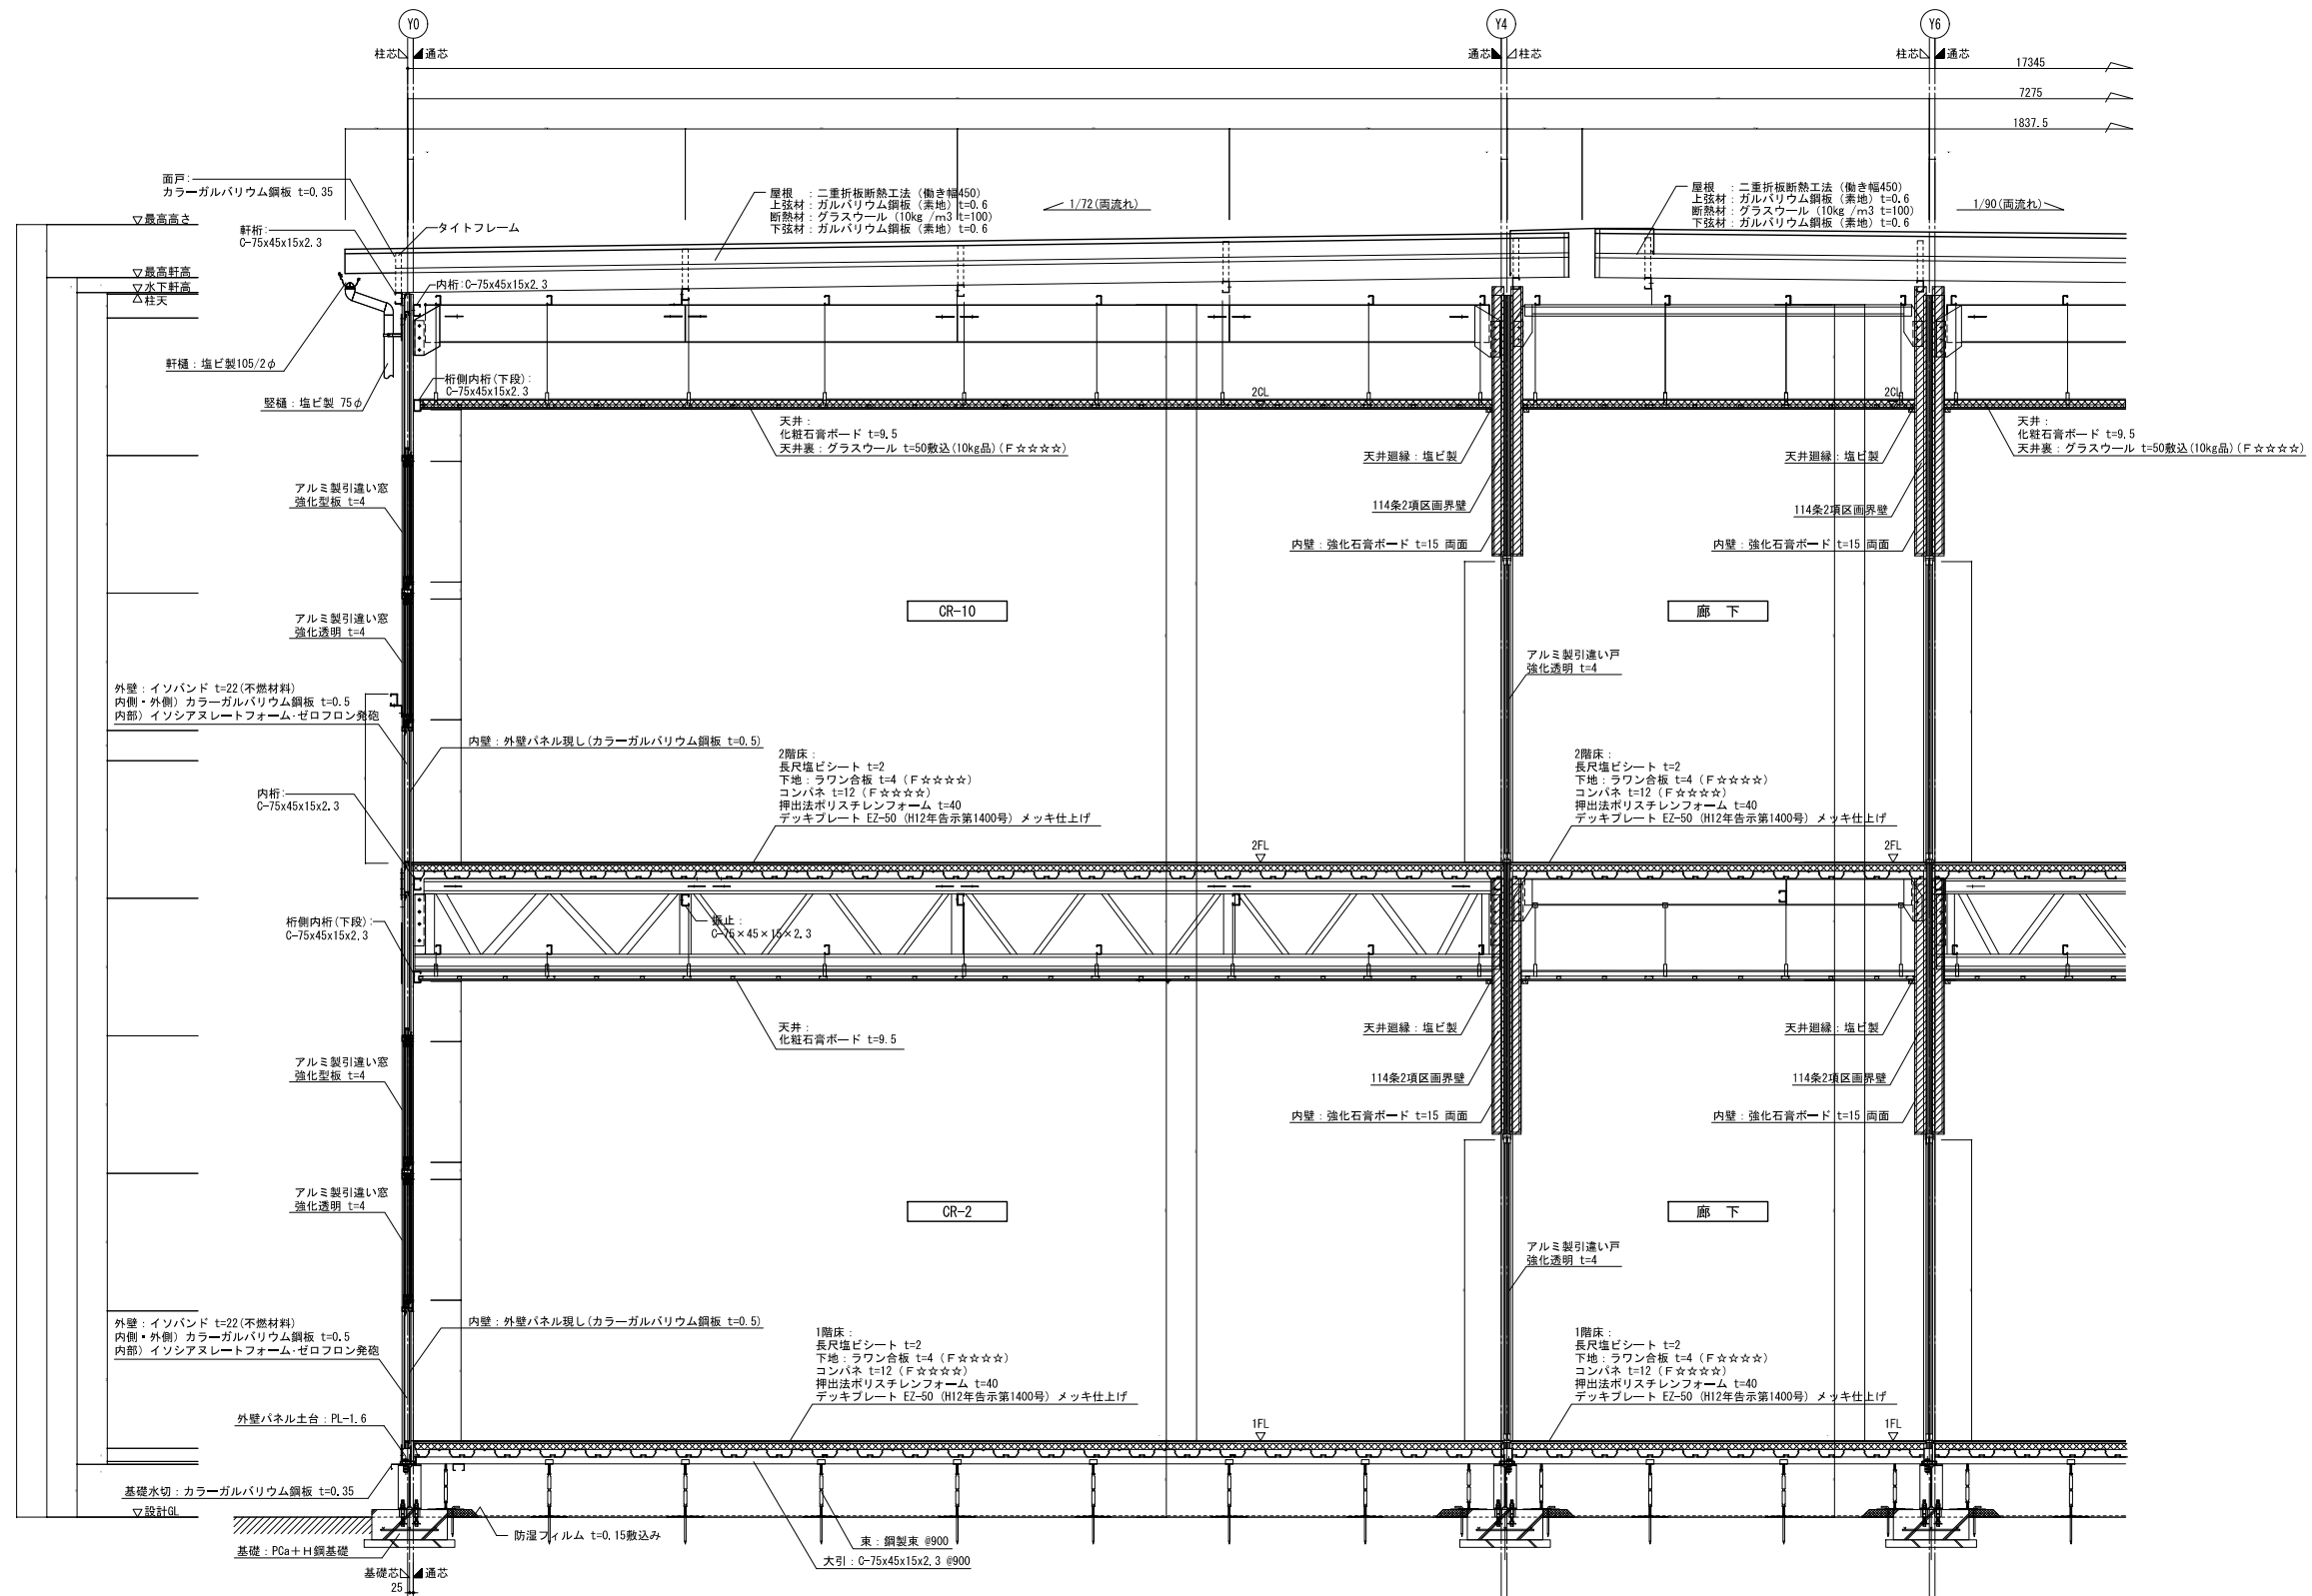 Y0
Y4
Y6
柱芯 通芯
通芯 柱芯
柱芯 通芯
17345
7275
1837.5
面戸:
カラーガルバリウム鋼板 t=0.35
屋根 : 二重折板断熱工法 (働き幅450)
上弦材: ガルバリウム鋼板 (素地) t=0.6
断熱材: グラスウール (10kg /m3 t=100)
下弦材: ガルバリウム鋼板 (素地) t=0.6
1/72(両流れ)
屋根 : 二重折板断熱工法 (働き幅450)
上弦材: ガルバリウム鋼板 (素地) t=0.6
断熱材: グラスウール (10kg /m3 t=100)
下弦材: ガルバリウム鋼板 (素地) t=0.6
1/90(両流れ)
最高高さ
軒桁:
C-75x45x15x2.3
タイトフレーム
最高軒高
水下軒高
柱天
内桁:C-75x45x15x2.3
軒樋: 塩ビ製105/2φ
桁側内桁(下段):
C-75x45x15x2.3
竪樋: 塩ビ製 75φ
2CL
2CL
天井:
化粧石膏ボード t=9.5
天井裏: グラスウール t=50敷込(10kg品)(F☆☆☆☆)
天井廻縁: 塩ビ製
天井廻縁: 塩ビ製
天井:
化粧石膏ボード t=9.5
天井裏: グラスウール t=50敷込(10kg品)(F☆☆☆☆)
アルミ製引違い窓
強化型板 t=4
114条2項区画界壁
114条2項区画界壁
内壁: 強化石膏ボード t=15 両面
内壁: 強化石膏ボード t=15 両面
CR-10
廊 下
アルミ製引違い窓
強化透明 t=4
アルミ製引違い戸
強化透明 t=4
外壁: イソバンド t=22(不燃材料)
内側・外側) カラーガルバリウム鋼板 t=0.5
内部) イソシアヌレートフォーム・ゼロフロン発砲
内壁: 外壁パネル現し(カラーガルバリウム鋼板 t=0.5)
2階床:
長尺塩ビシート t=2
下地: ラワン合板 t=4 (F☆☆☆☆)
コンパネ t=12 (F☆☆☆☆)
押出法ポリスチレンフォーム t=40
デッキプレート EZ-50 (H12年告示第1400号) メッキ仕上げ
2階床:
長尺塩ビシート t=2
下地: ラワン合板 t=4 (F☆☆☆☆)
コンパネ t=12 (F☆☆☆☆)
押出法ポリスチレンフォーム t=40
デッキプレート EZ-50 (H12年告示第1400号) メッキ仕上げ
内桁:
C-75x45x15x2.3
2FL
2FL
桁側内桁(下段):
C-75x45x15x2.3
振止:
C-75×45×15×2.3
天井:
化粧石膏ボード t=9.5
天井廻縁: 塩ビ製
天井廻縁: 塩ビ製
アルミ製引違い窓
強化型板 t=4
114条2項区画界壁
114条2項区画界壁
内壁: 強化石膏ボード t=15 両面
内壁: 強化石膏ボード t=15 両面
アルミ製引違い窓
強化透明 t=4
CR-2
廊 下
アルミ製引違い戸
強化透明 t=4
外壁: イソバンド t=22(不燃材料)
内側・外側) カラーガルバリウム鋼板 t=0.5
内部) イソシアヌレートフォーム・ゼロフロン発砲
内壁: 外壁パネル現し(カラーガルバリウム鋼板 t=0.5)
1階床:
長尺塩ビシート t=2
下地: ラワン合板 t=4 (F☆☆☆☆)
コンパネ t=12 (F☆☆☆☆)
押出法ポリスチレンフォーム t=40
デッキプレート EZ-50 (H12年告示第1400号) メッキ仕上げ
1階床:
長尺塩ビシート t=2
下地: ラワン合板 t=4 (F☆☆☆☆)
コンパネ t=12 (F☆☆☆☆)
押出法ポリスチレンフォーム t=40
デッキプレート EZ-50 (H12年告示第1400号) メッキ仕上げ
外壁パネル土台: PL-1.6
1FL
1FL
基礎水切: カラーガルバリウム鋼板 t=0.35
設計GL
防湿フィルム t=0.15敷込み
基礎: PCa+H鋼基礎
束: 鋼製束 @900
大引: C-75x45x15x2.3 @900
基礎芯 通芯
25